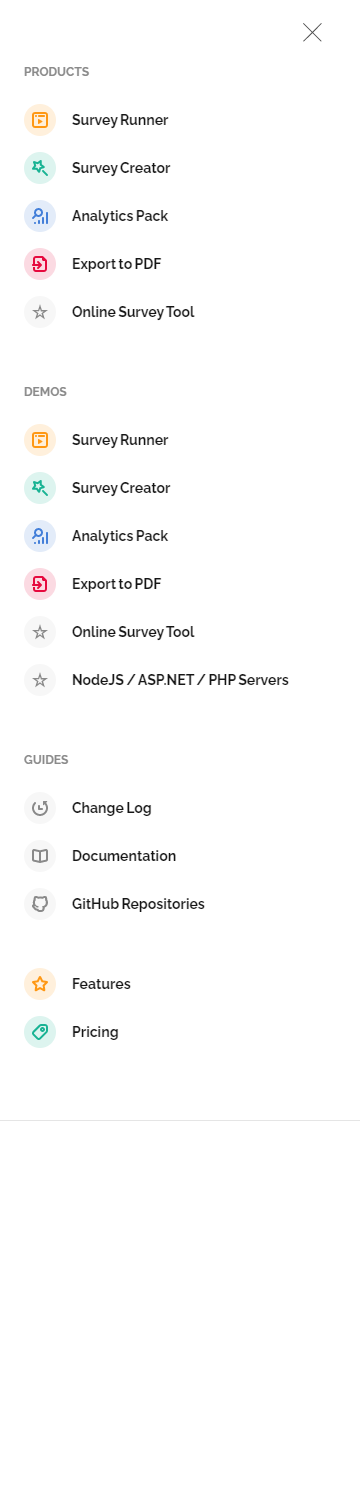 PRODUCTS
Survey Runner
Survey Creator
Analytics Pack
Export to PDF
Online Survey Tool
DEMOS
Survey Runner
Survey Creator
Analytics Pack
Export to PDF
Online Survey Tool
NodeJS / ASP.NET / PHP Servers
GUIDES
Change Log
Documentation
GitHub Repositories
Features
Pricing